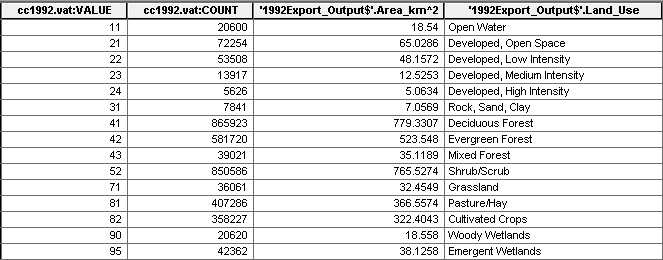 cc1992.vat:VALUE cc1992.vat:COUNT '1992Export_Output$'.Area_km^2 '1992Export_Output$'.Land_Use
11 20600 18.54 Open Water
21 72254 65.0286 Developed, Open Space
22 53508 48.1572 Developed, Low Intensity
23 13917 12.5253 Developed, Medium Intensity
24 5626 5.0634 Developed, High Intensity
31 7841 7.0569 Rock, Sand, Clay
41 865923 779.3307 Deciduous Forest
42 581720 523.548 Evergreen Forest
43 39021 35.1189 Mixed Forest
52 850586 765.5274 Shrub/Scrub
71 36061 32.4549 Grassland
81 407286 366.5574 Pasture/Hay
82 358227 322.4043 Cultivated Crops
90 20620 18.558 Woody Wetlands
95 42362 38.1258 Emergent Wetlands